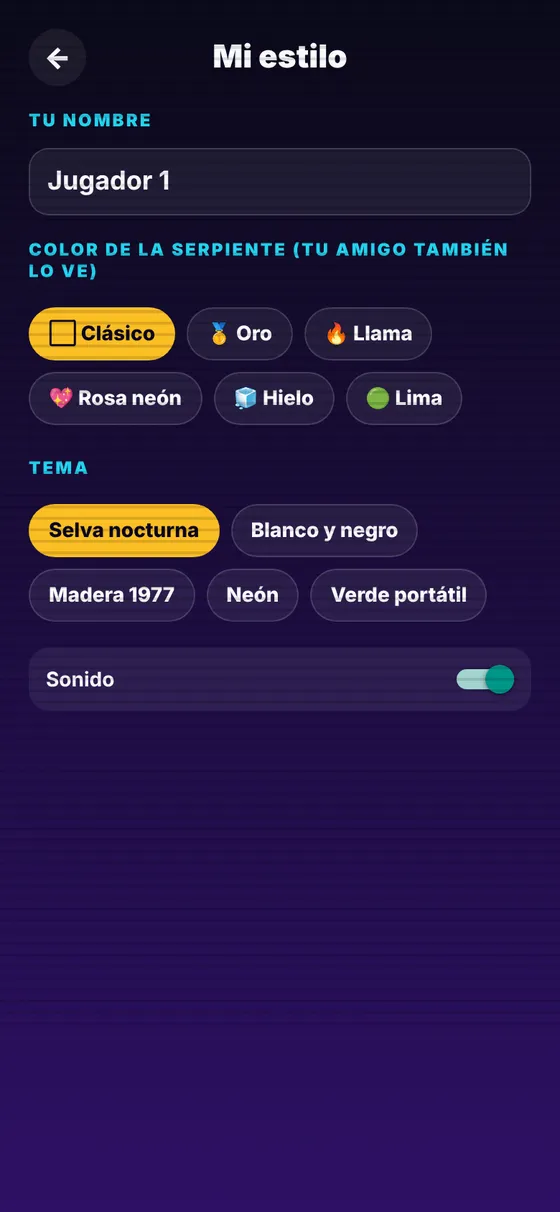 Mi estilo
TU NOMBRE
Jugador 1
COLOR DE LA SERPIENTE (TU AMIGO TAMBIÉN
LO VE)
Clásico 🥇 Oro 🔥 Llama
💖 Rosa neón 🧊 Hielo 🟢 Lima
TEMA
Selva nocturna Blanco y negro
Madera 1977 Neón Verde portátil
Sonido